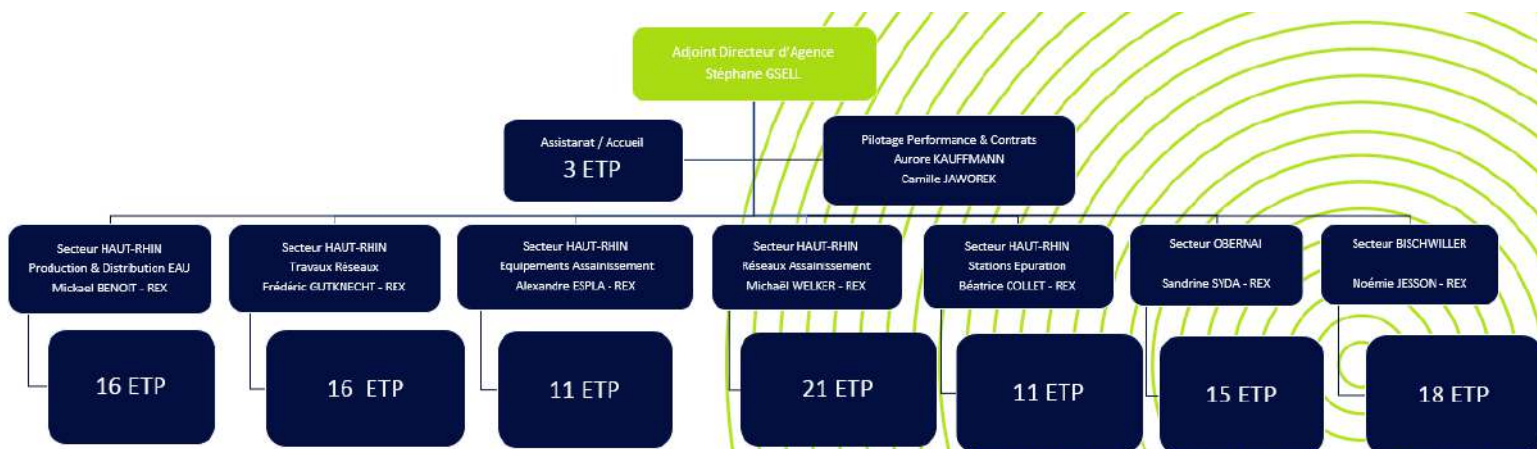 Adjoint Directeur d'Agence
Stéphane GSELL
Assistanat / Accueil
3 ETP
Pilotage Performance & Contrats
Aurore KAUFFMANN
Camille JAWOREK
Secteur HAUT-RHIN
Production & Distribution EAU
Mickael BENOIT - REX
Secteur HAUT-RHIN
Travaux Réseaux
Frédéric GUTKNECHT - REX
Secteur HAUT-RHIN
Equipements Assainissement
Alexandre ESPLA - REX
Secteur HAUT-RHIN
Réseaux Assainissement
Michaël WELKER - REX
Secteur HAUT-RHIN
Stations Epuration
Béatrice COLLET - REX
Secteur OBERNAI
Sandrine SYDA - REX
Secteur BISCHWILLER
Noémie JESSON - REX
16 ETP
16 ETP
11 ETP
21 ETP
11 ETP
15 ETP
18 ETP